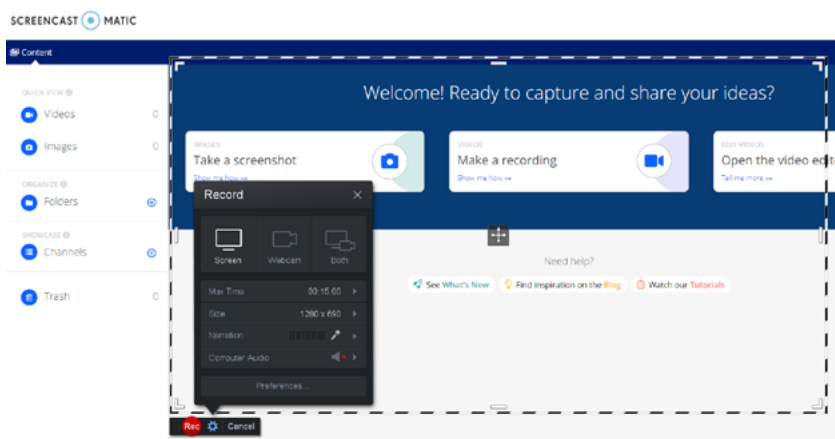 SCREENCAST MATIC
Content
QUICK VIEW
Videos 0
Images 0
ORGANIZE
Folders
SHOWCASE
Channels
Trash 0
Welcome! Ready to capture and share your ideas?
IMAGES
Take a screenshot
Show me how
VIDEOS
Make a recording
Show me how
EDIT VIDEOS
Open the video edit
Tell me more
Record
Screen Webcam Both
Max Time 00:15:00
Size 1280 x 690
Narration
Computer Audio
Preferences...
Rec Cancel
Need help?
See What's New Find inspiration on the Blog Watch our Tutorials